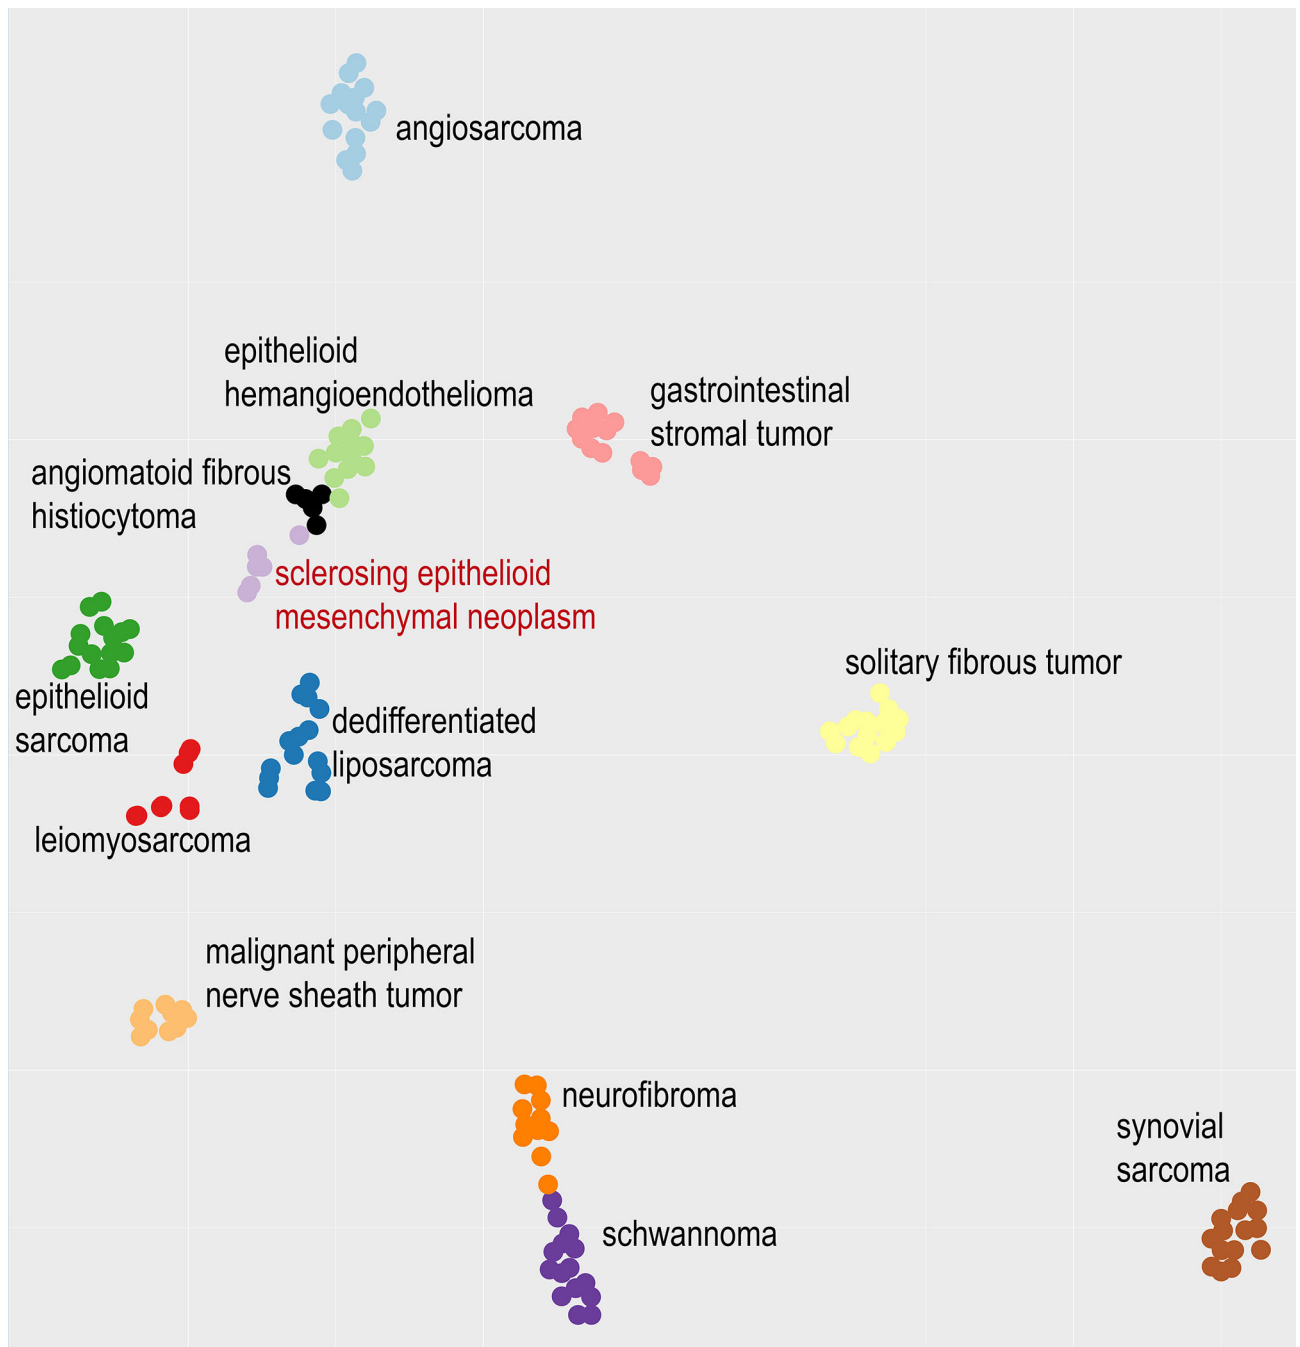 angiosarcoma
epithelioid
hemangioendothelioma
gastrointestinal
stromal tumor
angiomatoid fibrous
histiocytoma
sclerosing epithelioid
mesenchymal neoplasm
solitary fibrous tumor
epithelioid
sarcoma
dedifferentiated
liposarcoma
leiomyosarcoma
malignant peripheral
nerve sheath tumor
neurofibroma
synovial
sarcoma
schwannoma